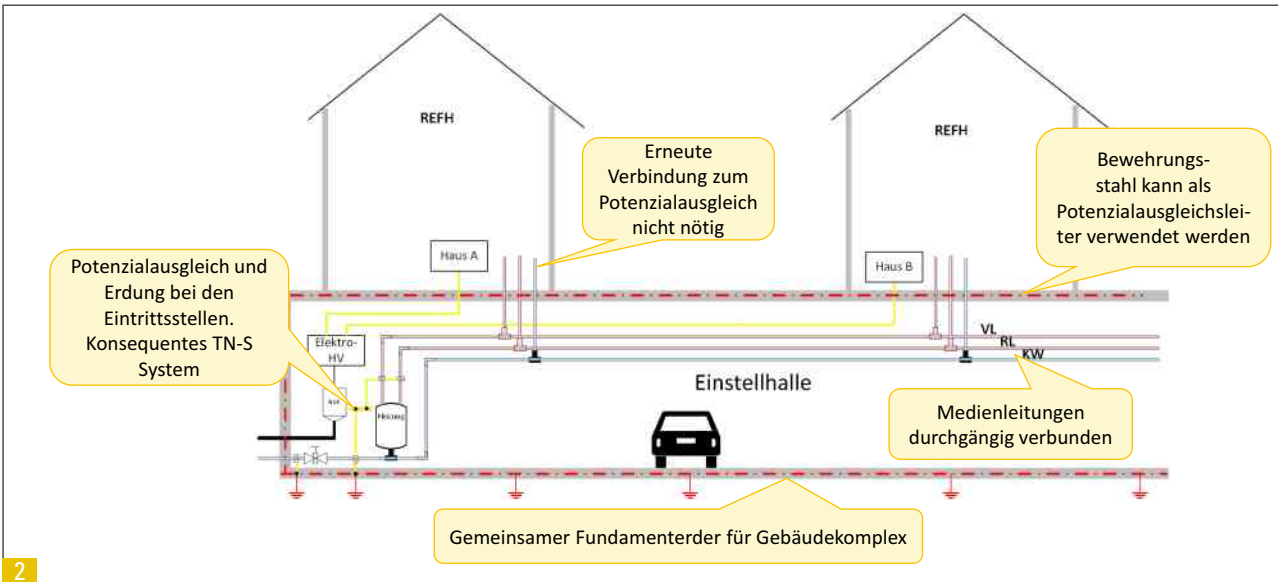 REFH
REFH
Erneute
Verbindung zum
Potenzialausgleich
nicht nötig
Bewehrungs-
stahl kann als
Potenzialausgleichslei-
ter verwendet werden
Haus A
Haus B
Potenzialausgleich und
Erdung bei den
Eintrittsstellen.
Konsequentes TN-S
System
Elektro-
HV
VL
RL
KW
Einstellhalle
Heizung
Medienleitungen
durchgängig verbunden
Gemeinsamer Fundamenterder für Gebäudekomplex
2